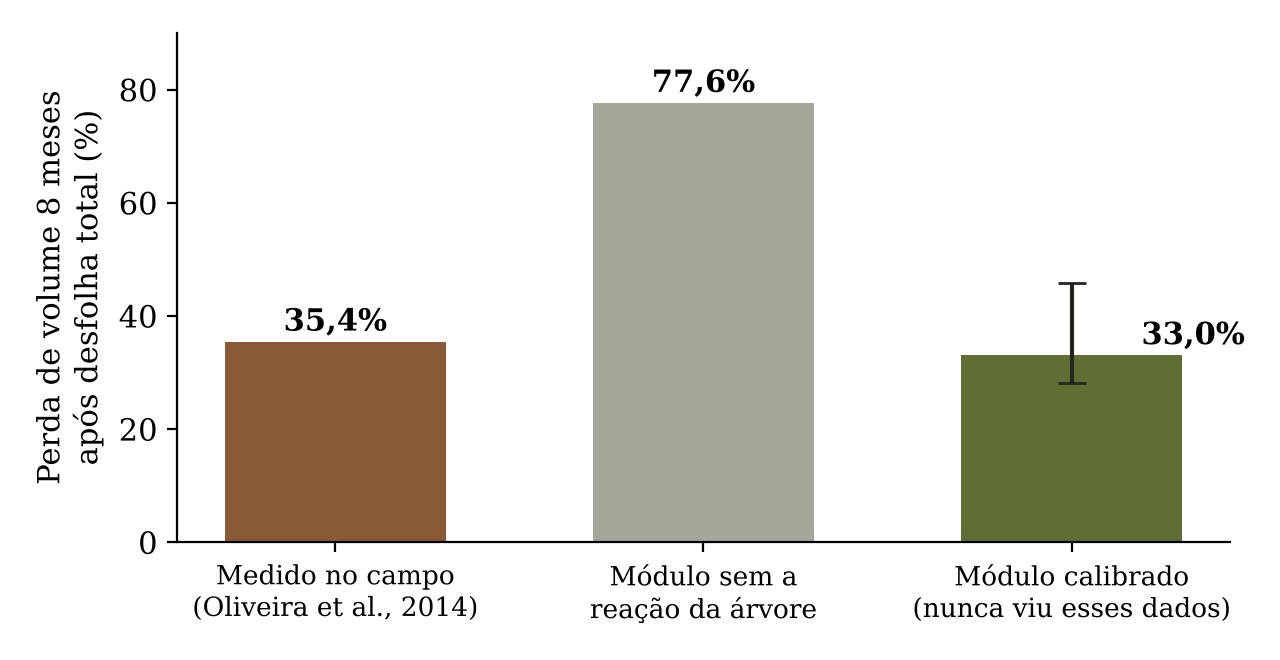 Perda de volume 8 meses
após desfolha total (%)
80
60
40
20
0
35,4%
77,6%
33,0%
Medido no campo
(Oliveira et al., 2014)
Módulo sem a
reação da árvore
Módulo calibrado
(nunca viu esses dados)